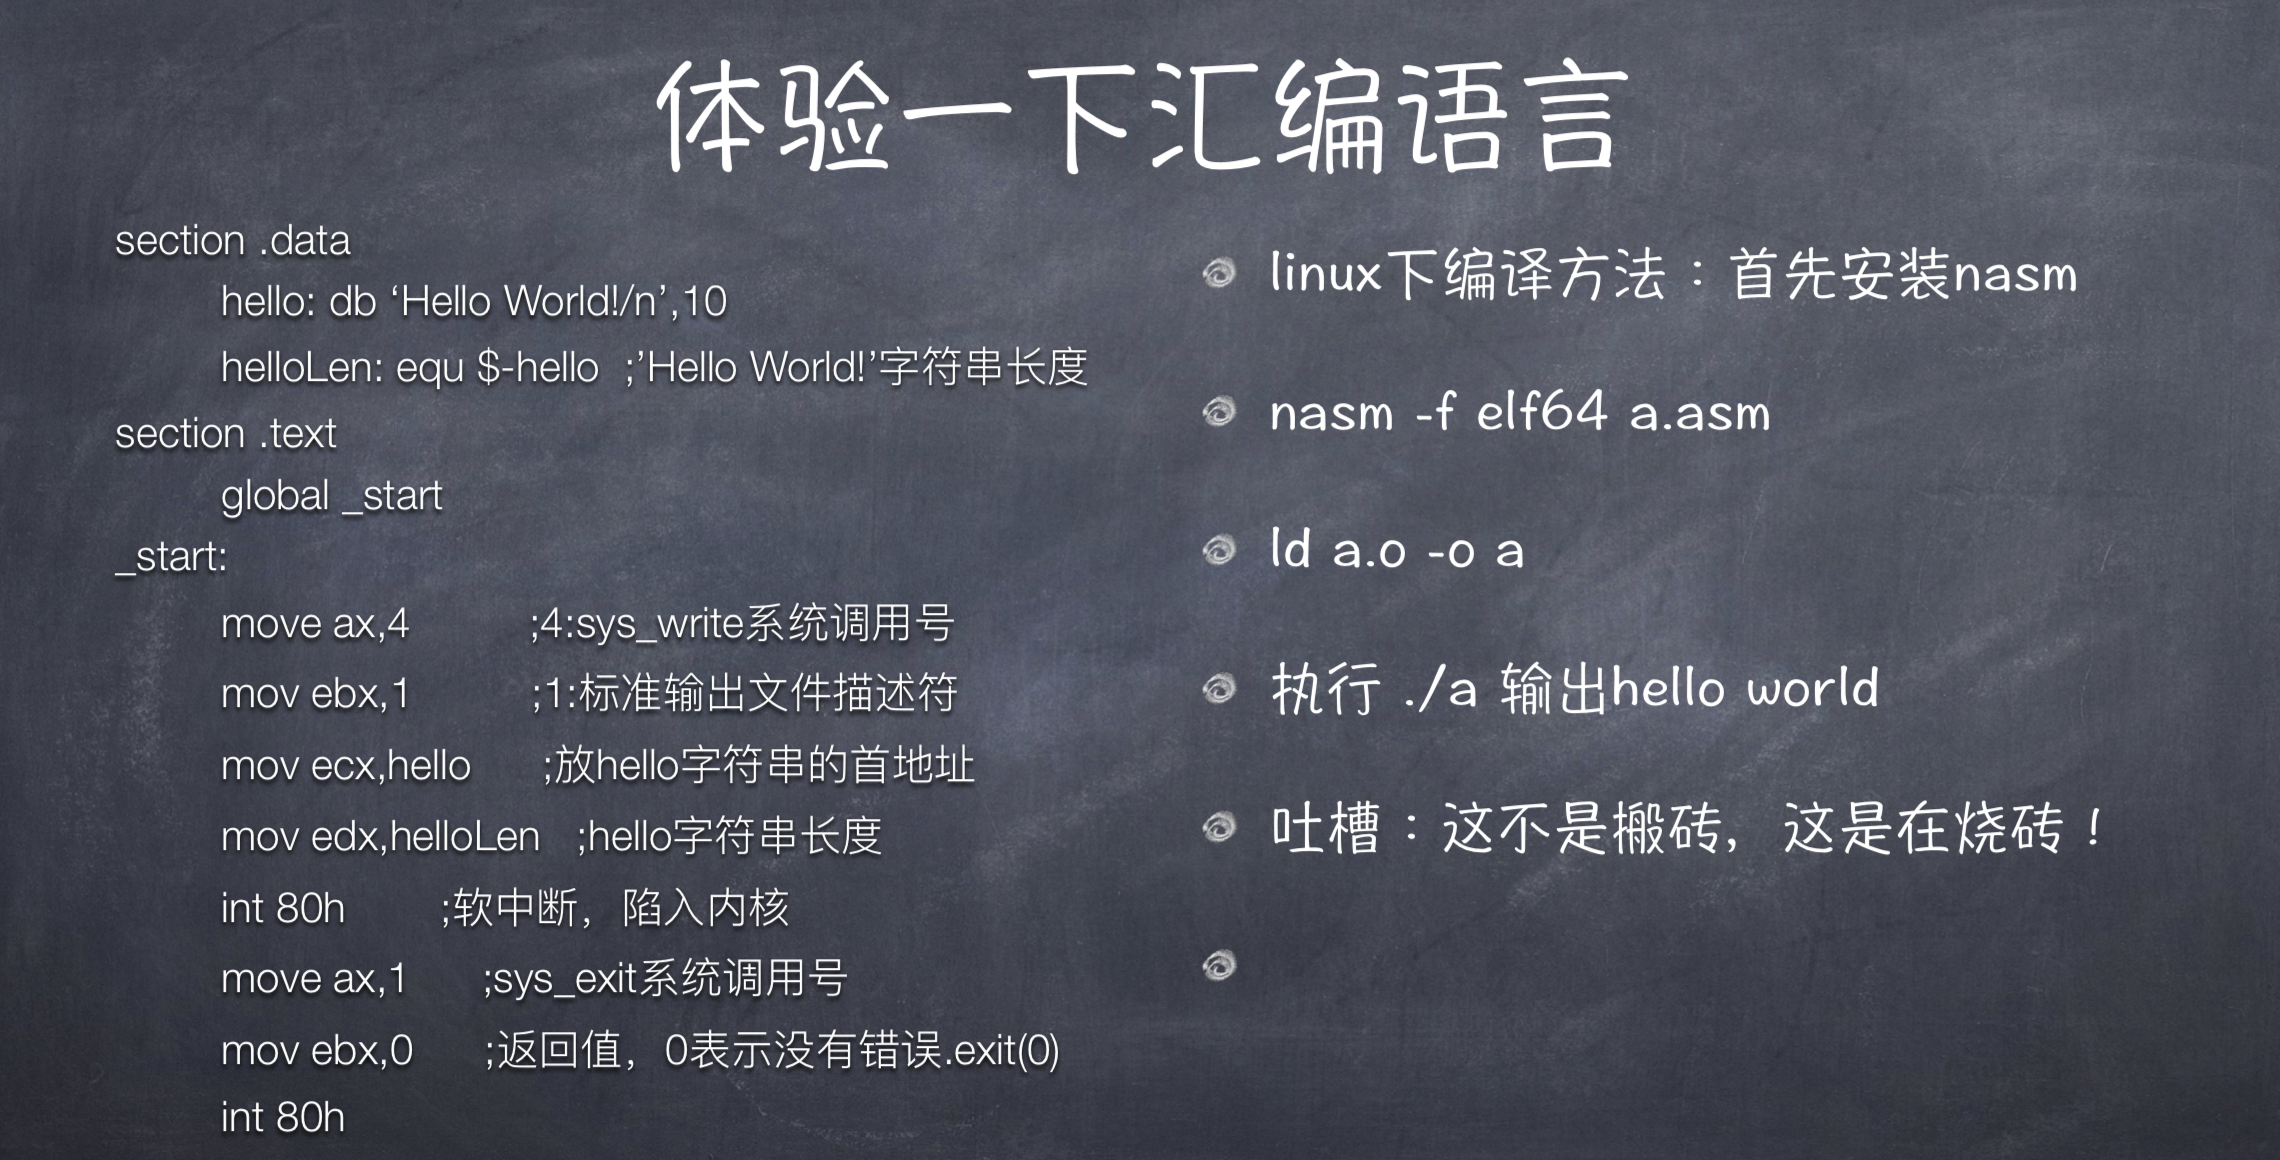 体验一下汇编语言
section .data
hello: db ‘Hello World!/n’,10
helloLen: equ $-hello  ;’Hello World!’字符串长度
section .text
global _start
_start:
move ax,4 ;4:sys_write系统调用号
mov ebx,1 ;1:标准输出文件描述符
mov ecx,hello ;放hello字符串的首地址
mov edx,helloLen ;hello字符串长度
int 80h ;软中断，陷入内核
move ax,1 ;sys_exit系统调用号
mov ebx,0 ;返回值，0表示没有错误.exit(0)
int 80h
linux下编译方法：首先安装nasm
nasm -f elf64 a.asm
ld a.o -o a
执行 ./a 输出hello world
吐槽：这不是搬砖，这是在烧砖！